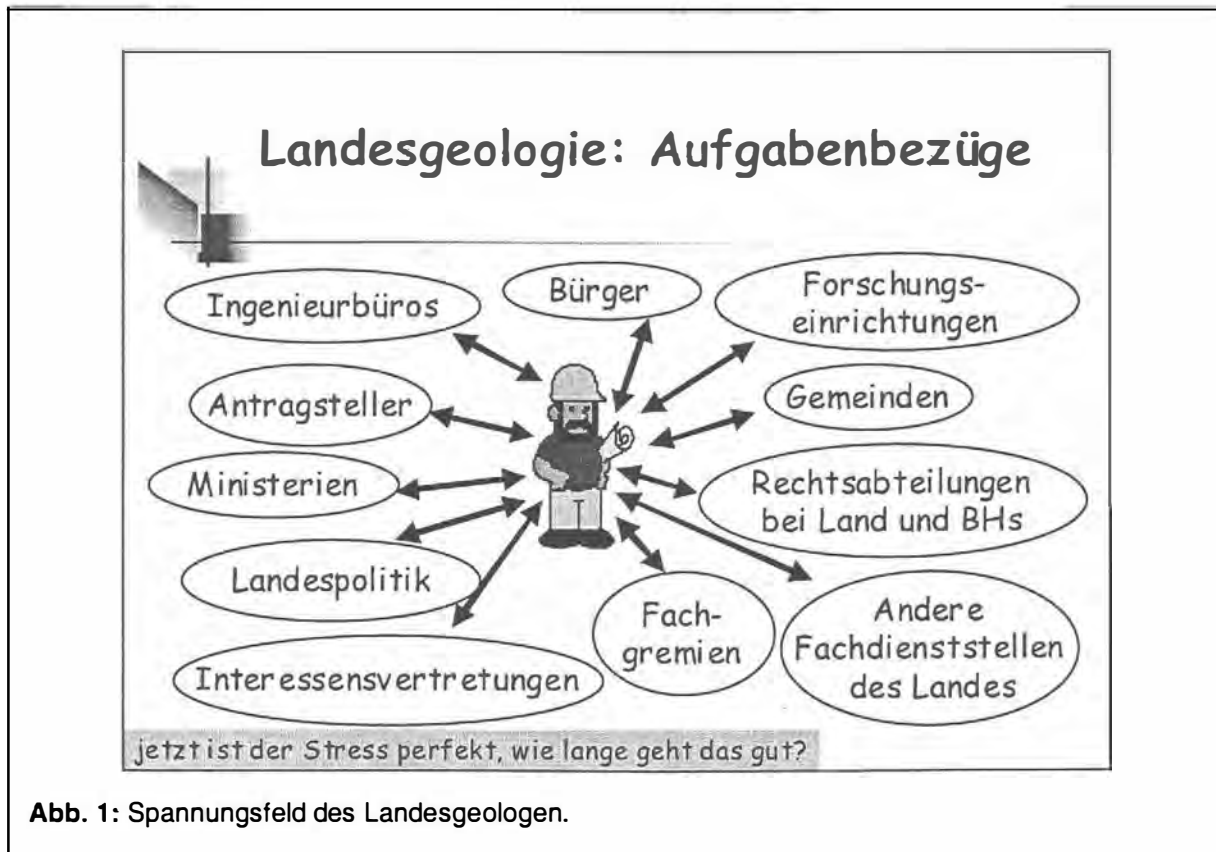 Landesgeologie: Aufgabenbezüge
Ingenieurbüros
Bürger
Forschungs-
einrichtungen
Antragsteller
Gemeinden
Ministerien
Rechtsabteilungen
bei Land und BHs
Landespolitik
Fach-
gremien
Andere
Fachdienststellen
des Landes
Interessensvertretungen
jetzt ist der Stress perfekt, wie lange geht das gut?
Abb. 1: Spannungsfeld des Landesgeologen.